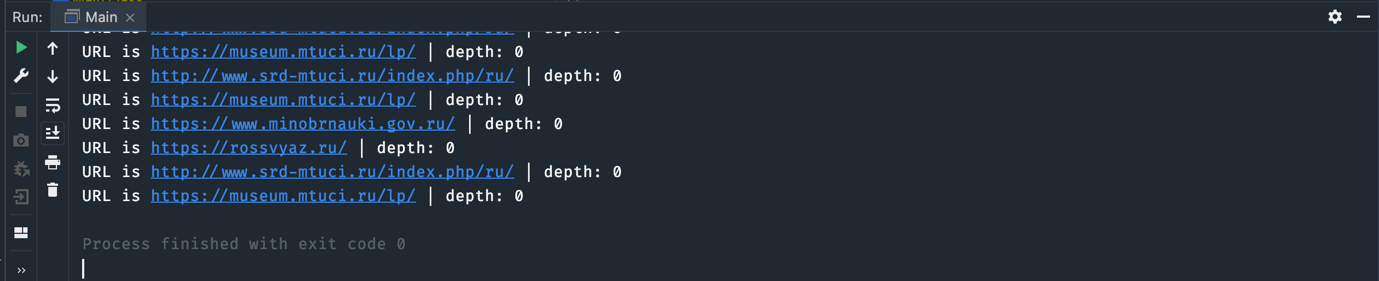 Run: Main
URL is https://museum.mtuci.ru/lp/ | depth: 0
URL is http://www.srd-mtuci.ru/index.php/ru/ | depth: 0
URL is https://museum.mtuci.ru/lp/ | depth: 0
URL is https://www.minobrnauki.gov.ru/ | depth: 0
URL is https://rossvyaz.ru/ | depth: 0
URL is http://www.srd-mtuci.ru/index.php/ru/ | depth: 0
URL is https://museum.mtuci.ru/lp/ | depth: 0
Process finished with exit code 0